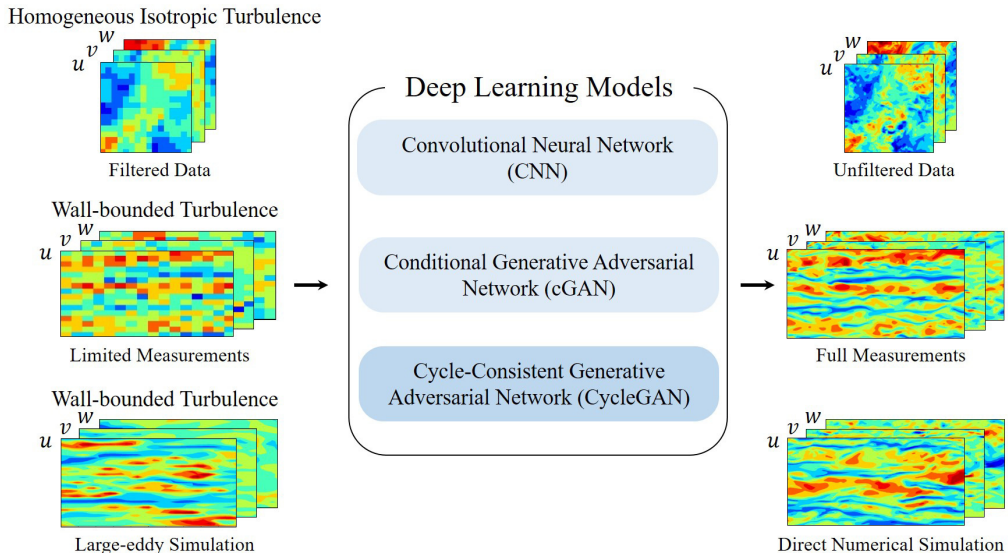 Homogeneous Isotropic Turbulence
u v w
Filtered Data
Wall-bounded Turbulence
u v w
Limited Measurements
Wall-bounded Turbulence
u v w
Large-eddy Simulation
Deep Learning Models
Convolutional Neural Network
(CNN)
Conditional Generative Adversarial
Network (cGAN)
Cycle-Consistent Generative
Adversarial Network (CycleGAN)
u v w
Unfiltered Data
u v w
Full Measurements
u v w
Direct Numerical Simulation